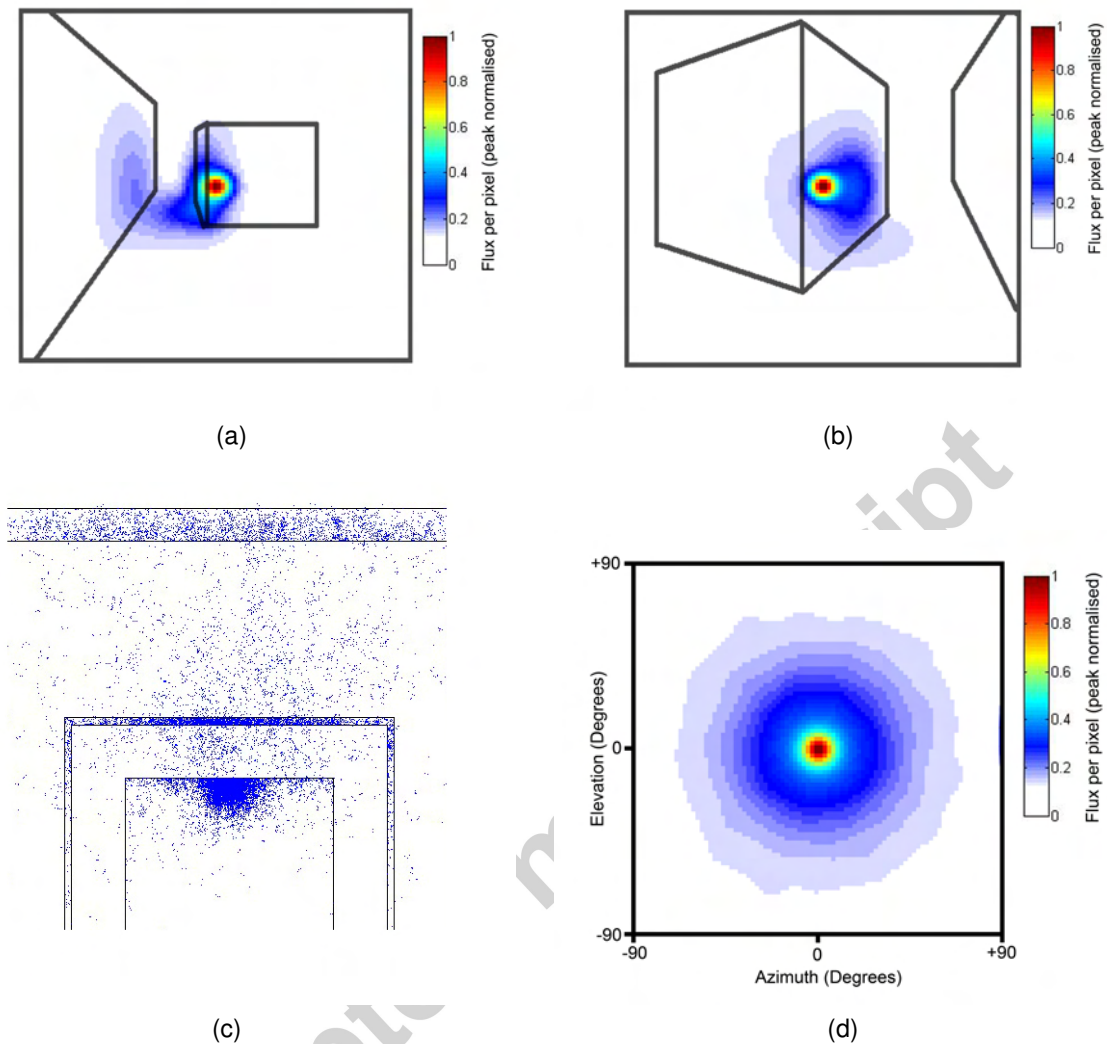 1
0.8
0.6
0.4
0.2
0
Flux per pixel (peak normalised)
1
0.8
0.6
0.4
0.2
0
Flux per pixel (peak normalised)
(a)
(b)
+90
0
-90
Elevation (Degrees)
-90
0
+90
Azimuth (Degrees)
1
0.8
0.6
0.4
0.2
0
Flux per pixel (peak normalised)
(c)
(d)